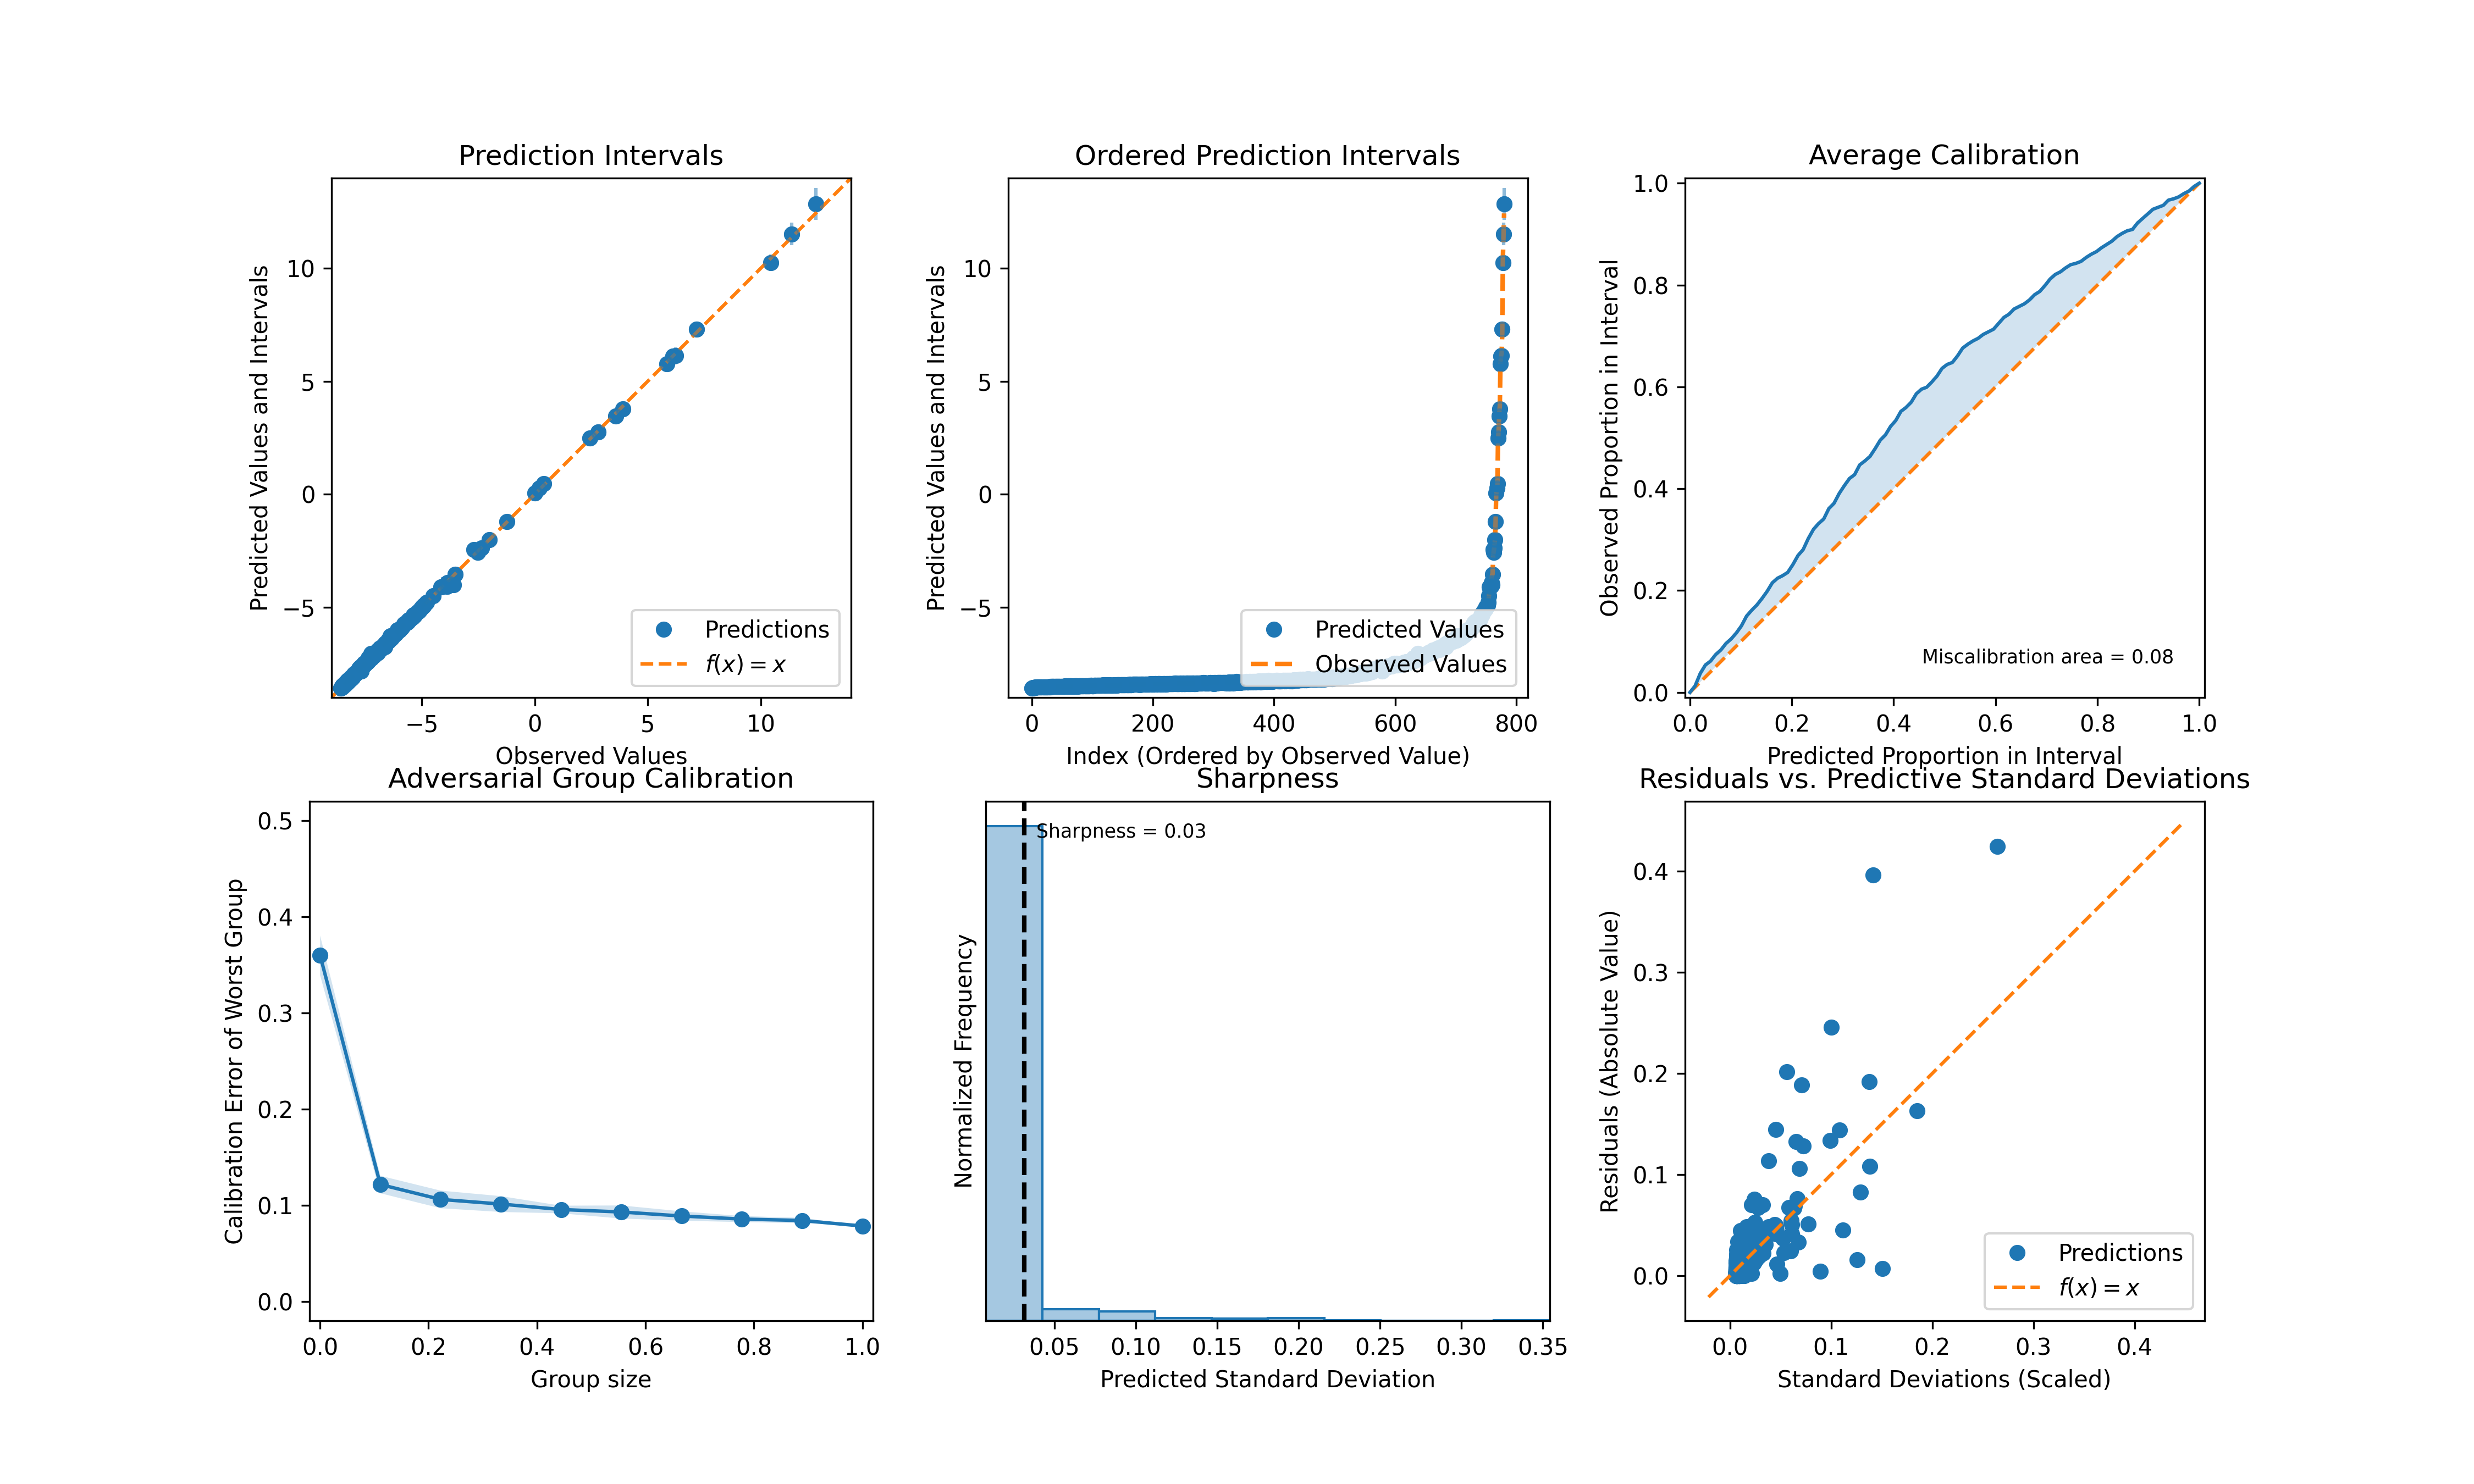 Prediction Intervals
Predicted Values and Intervals
10
5
0
−5
−5
0
5
10
Observed Values
Predictions
f(x) = x
Ordered Prediction Intervals
Predicted Values and Intervals
10
5
0
−5
0
200
400
600
800
Index (Ordered by Observed Value)
Predicted Values
Observed Values
Average Calibration
Observed Proportion in Interval
1.0
0.8
0.6
0.4
0.2
0.0
0.0
0.2
0.4
0.6
0.8
1.0
Predicted Proportion in Interval
Miscalibration area = 0.08
Adversarial Group Calibration
Calibration Error of Worst Group
0.5
0.4
0.3
0.2
0.1
0.0
0.0
0.2
0.4
0.6
0.8
1.0
Group size
Sharpness
Normalized Frequency
Sharpness = 0.03
0.05
0.10
0.15
0.20
0.25
0.30
0.35
Predicted Standard Deviation
Residuals vs. Predictive Standard Deviations
Residuals (Absolute Value)
0.4
0.3
0.2
0.1
0.0
0.0
0.1
0.2
0.3
0.4
Standard Deviations (Scaled)
Predictions
f(x) = x